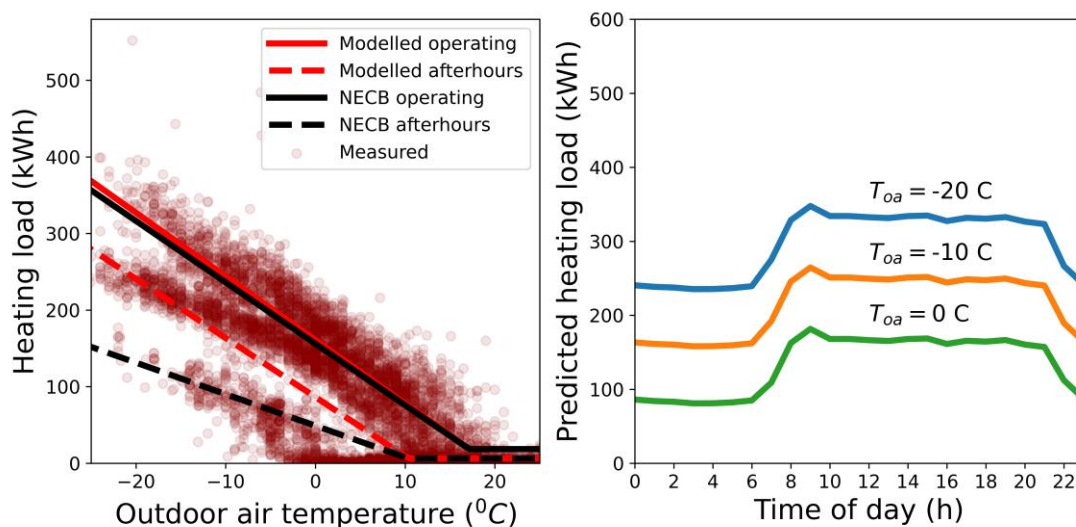 Heating load (kWh)
500
400
300
200
100
0
−20
−10
0
10
20
Outdoor air temperature (⁰C)
Modelled operating
Modelled afterhours
NECB operating
NECB afterhours
Measured
Predicted heating load (kWh)
600
500
400
300
200
100
0
T_oa = -20 C
T_oa = -10 C
T_oa = 0 C
0 2 4 6 8 10 12 14 16 18 20 22
Time of day (h)